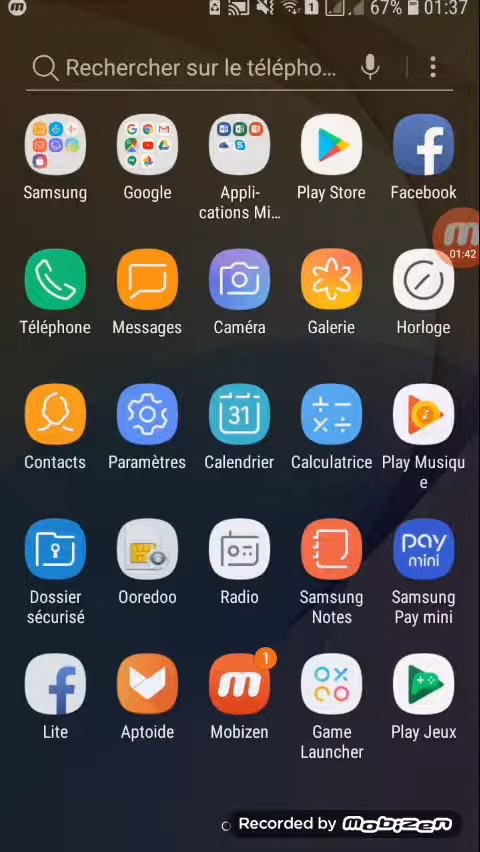 67% 01:37
Rechercher sur le télépho...
Samsung
Google
Appli-
cations Mi...
Play Store
Facebook
01:42
Téléphone
Messages
Caméra
Galerie
Horloge
31
Contacts
Paramètres
Calendrier
Calculatrice
Play Musiqu
e
pay
mini
Dossier
sécurisé
Ooredoo
Radio
Samsung
Notes
Samsung
Pay mini
1
Lite
Aptoide
Mobizen
Game
Launcher
Play Jeux
Recorded by mobizen